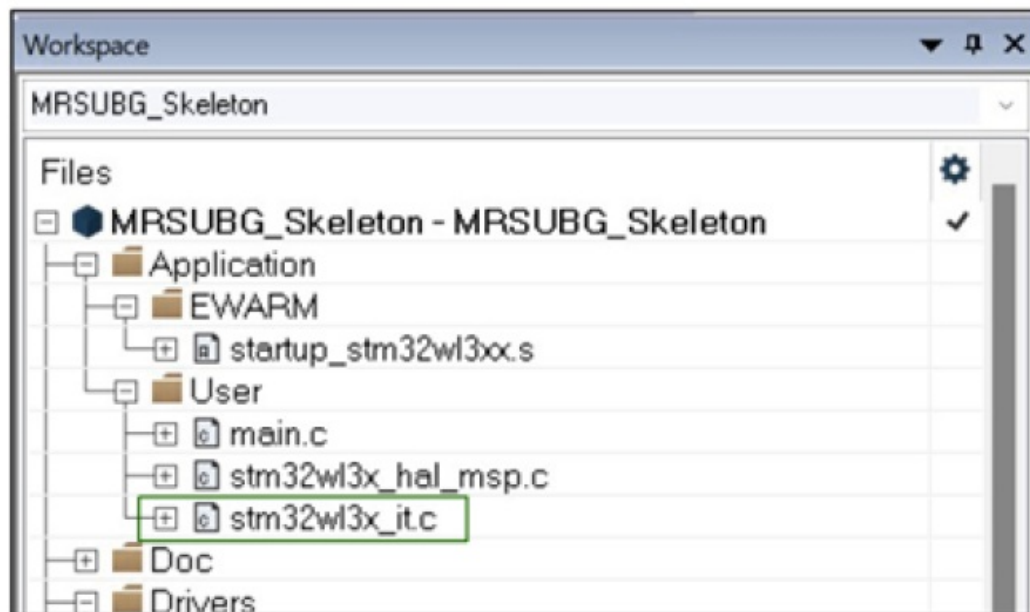 Workspace
MRSUBG_Skeleton
Files
MRSUBG_Skeleton - MRSUBG_Skeleton
Application
EWARM
startup_stm32wl3xx.s
User
main.c
stm32wl3x_hal_msp.c
stm32wl3x_it.c
Doc
Drivers